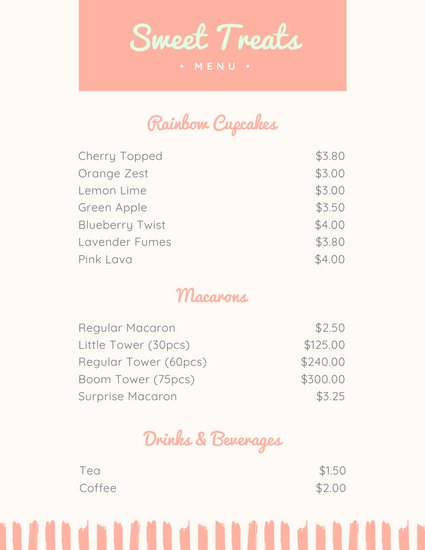 Sweet Treats
• MENU •
Rainbow Cupcakes
Cherry Topped $3.80
Orange Zest $3.00
Lemon Lime $3.00
Green Apple $3.50
Blueberry Twist $4.00
Lavender Fumes $3.80
Pink Lava $4.00
Macarons
Regular Macaron $2.50
Little Tower (30pcs) $125.00
Regular Tower (60pcs) $240.00
Boom Tower (75pcs) $300.00
Surprise Macaron $3.25
Drinks & Beverages
Tea $1.50
Coffee $2.00